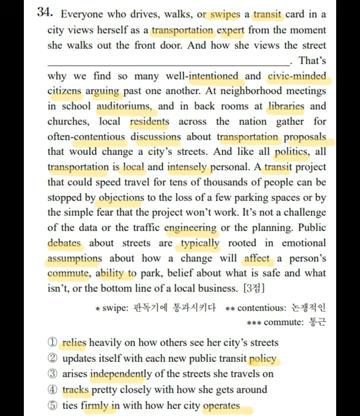 34. Everyone who drives, walks, or swipes a transit card in a
city views herself as a transportation expert from the moment
she walks out the front door. And how she views the street
________________________________________. That's
why we find so many well-intentioned and civic-minded
citizens arguing past one another. At neighborhood meetings
in school auditoriums, and in back rooms at libraries and
churches, local residents across the nation gather for
often-contentious discussions about transportation proposals
that would change a city's streets. And like all politics, all
transportation is local and intensely personal. A transit project
that could speed travel for tens of thousands of people can be
stopped by objections to the loss of a few parking spaces or by
the simple fear that the project won't work. It's not a challenge
of the data or the traffic engineering or the planning. Public
debates about streets are typically rooted in emotional
assumptions about how a change will affect a person's
commute, ability to park, belief about what is safe and what
isn't, or the bottom line of a local business. [3점]
* swipe: 판독기에 통과시키다 ** contentious: 논쟁적인
*** commute: 통근
① relies heavily on how others see her city's streets
② updates itself with each new public transit policy
③ arises independently of the streets she travels on
④ tracks pretty closely with how she gets around
⑤ ties firmly in with how her city operates